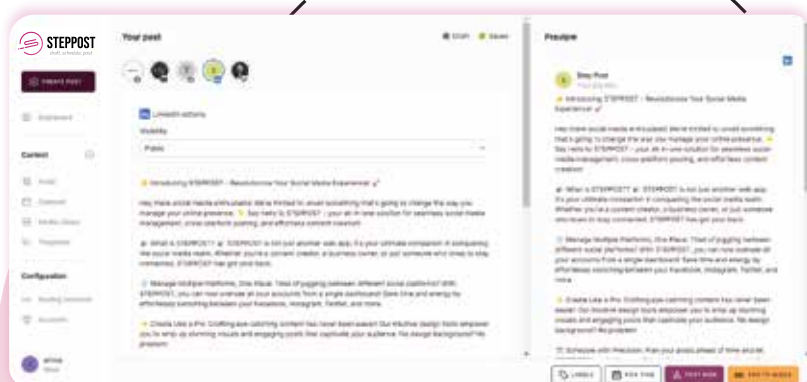 STEPPOST
draft, schedule, post
CREATE POST
Dashboard
Content
Posts
Calendar
Media Library
Templates
Configuration
Posting Schedule
Accounts
Your post
Draft
Saved
LinkedIn options
Visibility
Public
Introducing STEPPOST - Revolutionize Your Social Media Experience!
Hey there social media enthusiasts! We're thrilled to unveil something that's going to change the way you
manage your online presence. Say hello to STEPPOST - your all-in-one solution for seamless social media
management, cross-platform posting, and effortless content creation!
What is STEPPOST? STEPPOST is not just another web app, it's your ultimate companion in conquering
the social media realm. Whether you're a content creator, a business owner, or just someone who loves to stay
connected, STEPPOST has got your back.
Manage Multiple Platforms, One Place: Tired of juggling between different social platforms? With
STEPPOST, you can now oversee all your accounts from a single dashboard! Save time and energy by
effortlessly switching between your Facebook, Instagram, Twitter, and more.
Create Like a Pro: Crafting eye-catching content has never been easier! Our intuitive design tools empower
you to whip up stunning visuals and engaging posts that captivate your audience. No design background? No
problem!
Preview
Step Post
Introducing STEPPOST - Revolutionize Your Social Media
Experience!
Hey there social media enthusiasts! We're thrilled to unveil something
that's going to change the way you manage your online presence.
Say hello to STEPPOST - your all-in-one solution for seamless social
media management, cross-platform posting, and effortless content
creation!
What is STEPPOST? STEPPOST is not just another web app,
it's your ultimate companion in conquering the social media realm.
Whether you're a content creator, a business owner, or just someone
who loves to stay connected, STEPPOST has got your back.
Manage Multiple Platforms, One Place: Tired of juggling between
different social platforms? With STEPPOST, you can now oversee all
your accounts from a single dashboard! Save time and energy by
effortlessly switching between your Facebook, Instagram, Twitter, and
more.
Create Like a Pro: Crafting eye-catching content has never been
easier! Our intuitive design tools empower you to whip up stunning
visuals and engaging posts that captivate your audience. No design
background? No problem!
Schedule with Precision: Plan your posts ahead of time and let
LABELS
PICK TIME
POST NOW
ADD TO QUEUE